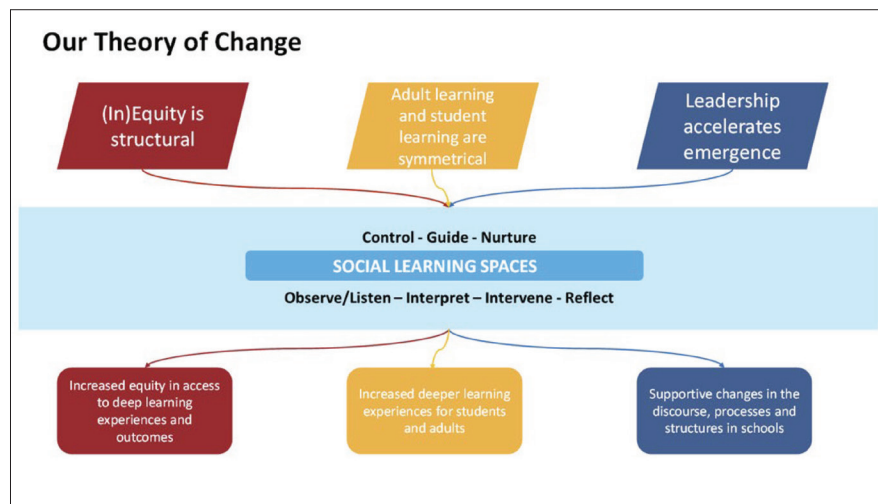 Our Theory of Change
(In)Equity is
structural
Adult learning
and student
learning are
symmetrical
Leadership
accelerates
emergence
Control - Guide - Nurture
SOCIAL LEARNING SPACES
Observe/Listen – Interpret – Intervene - Reflect
Increased equity in access
to deep learning
experiences and
outcomes
Increased deeper learning
experiences for students
and adults
Supportive changes in the
discourse, processes and
structures in schools